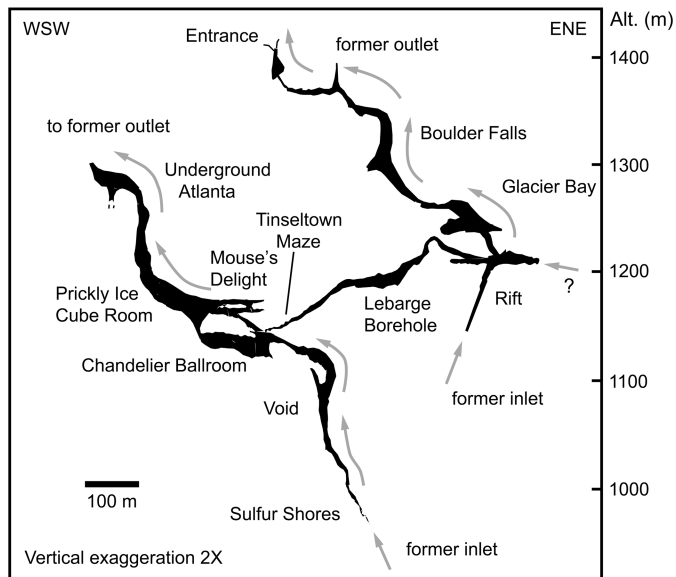 WSW
ENE
Alt. (m)
Entrance
former outlet
1400
to former outlet
Boulder Falls
Underground
Atlanta
1300
Glacier Bay
Tinseltown
Maze
Mouse's
Delight
1200
?
Prickly Ice
Cube Room
Lebarge
Borehole
Rift
Chandelier Ballroom
1100
former inlet
Void
100 m
1000
Sulfur Shores
former inlet
Vertical exaggeration 2X